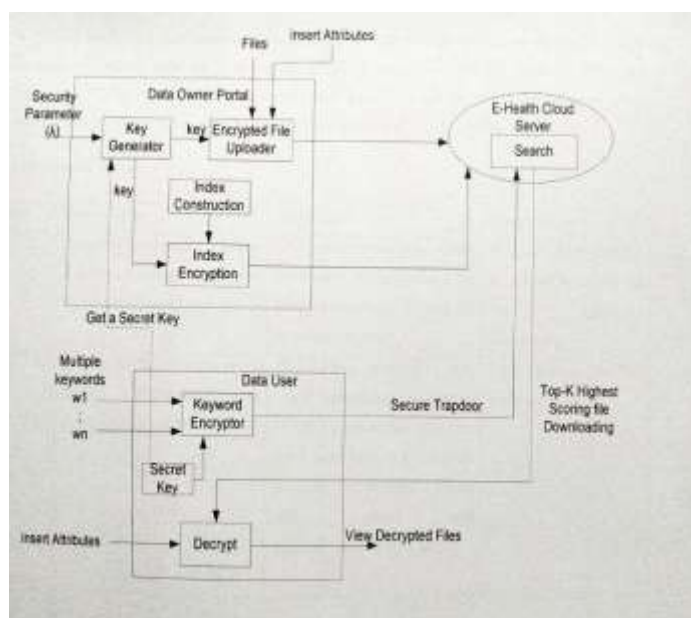 Files
Insert Attributes
Data Owner Portal
Security
Parameter
(λ)
Key
Generator
key
Encrypted File
Uploader
E-Health Cloud
Server
Search
key
Index
Construction
Index
Encryption
Get a Secret Key
Multiple
keywords
w1
:
wn
Data User
Keyword
Encryptor
Secure Trapdoor
Top-K Highest
Scoring file
Downloading
Secret
Key
Insert Attributes
Decrypt
View Decrypted Files